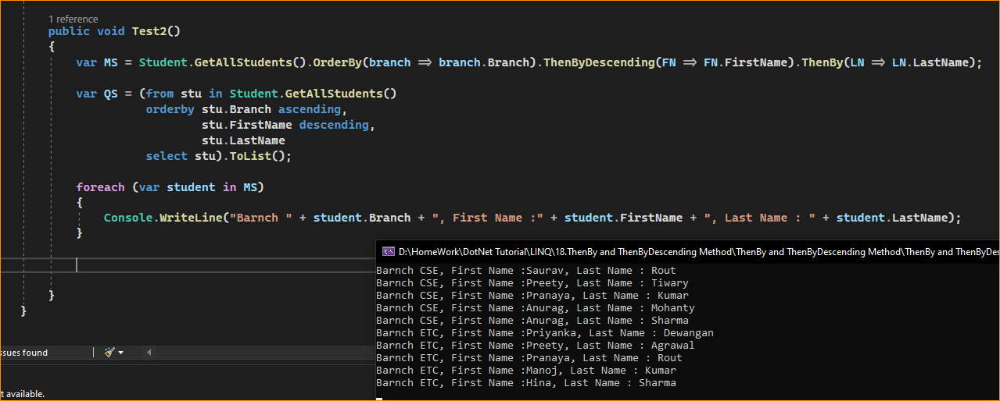 1 reference
public void Test2()
{
var MS = Student.GetAllStudents().OrderBy(branch => branch.Branch).ThenByDescending(FN => FN.FirstName).ThenBy(LN => LN.LastName);
var QS = (from stu in Student.GetAllStudents()
orderby stu.Branch ascending,
stu.FirstName descending,
stu.LastName
select stu).ToList();
foreach (var student in MS)
{
Console.WriteLine("Barnch " + student.Branch + ", First Name :" + student.FirstName + ", Last Name : " + student.LastName);
}
}
}
ssues found
t available.
D:\HomeWork\DotNet Tutorial\LINQ\18.ThenBy and ThenByDescending Method\ThenBy and ThenByDescending Method\ThenBy and ThenByDes
Barnch CSE, First Name :Saurav, Last Name : Rout
Barnch CSE, First Name :Preety, Last Name : Tiwary
Barnch CSE, First Name :Pranaya, Last Name : Kumar
Barnch CSE, First Name :Anurag, Last Name : Mohanty
Barnch CSE, First Name :Anurag, Last Name : Sharma
Barnch ETC, First Name :Priyanka, Last Name : Dewangan
Barnch ETC, First Name :Preety, Last Name : Agrawal
Barnch ETC, First Name :Pranaya, Last Name : Rout
Barnch ETC, First Name :Manoj, Last Name : Kumar
Barnch ETC, First Name :Hina, Last Name : Sharma